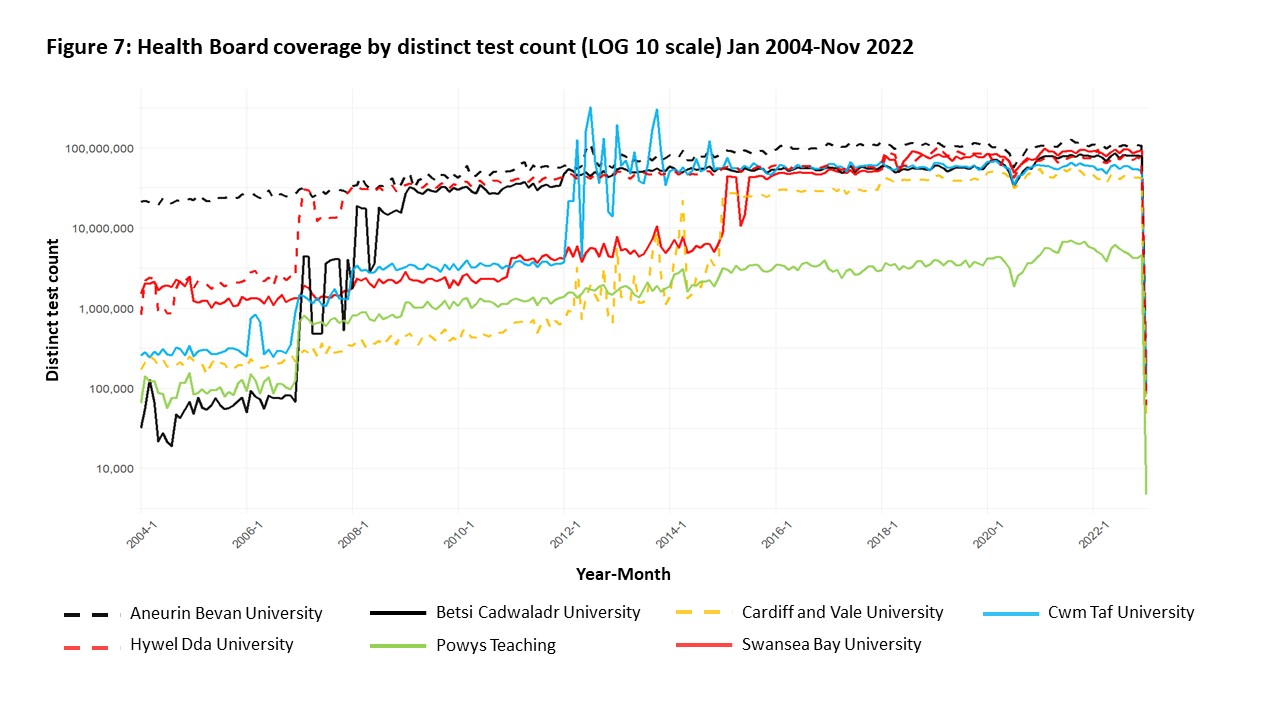 Figure 7: Health Board coverage by distinct test count (LOG 10 scale) Jan 2004-Nov 2022
100,000,000
10,000,000
1,000,000
100,000
10,000
Distinct test count
2004-1
2006-1
2008-1
2010-1
2012-1
2014-1
2016-1
2018-1
2020-1
2022-1
Year-Month
Aneurin Bevan University
Betsi Cadwaladr University
Cardiff and Vale University
Cwm Taf University
Hywel Dda University
Powys Teaching
Swansea Bay University